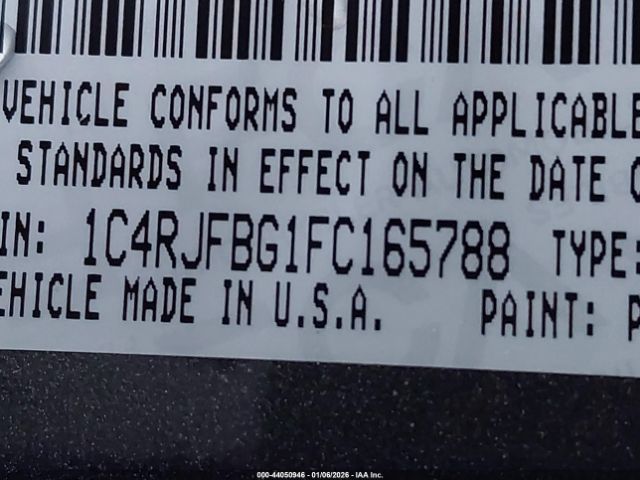 VEHICLE CONFORMS TO ALL APPLICABLE
STANDARDS IN EFFECT ON THE DATE O
IN: 1C4RJFBG1FC165788 TYPE:
EHICLE MADE IN U.S.A. PAINT: P
000-44050946 - 01/06/2026 - IAA Inc.